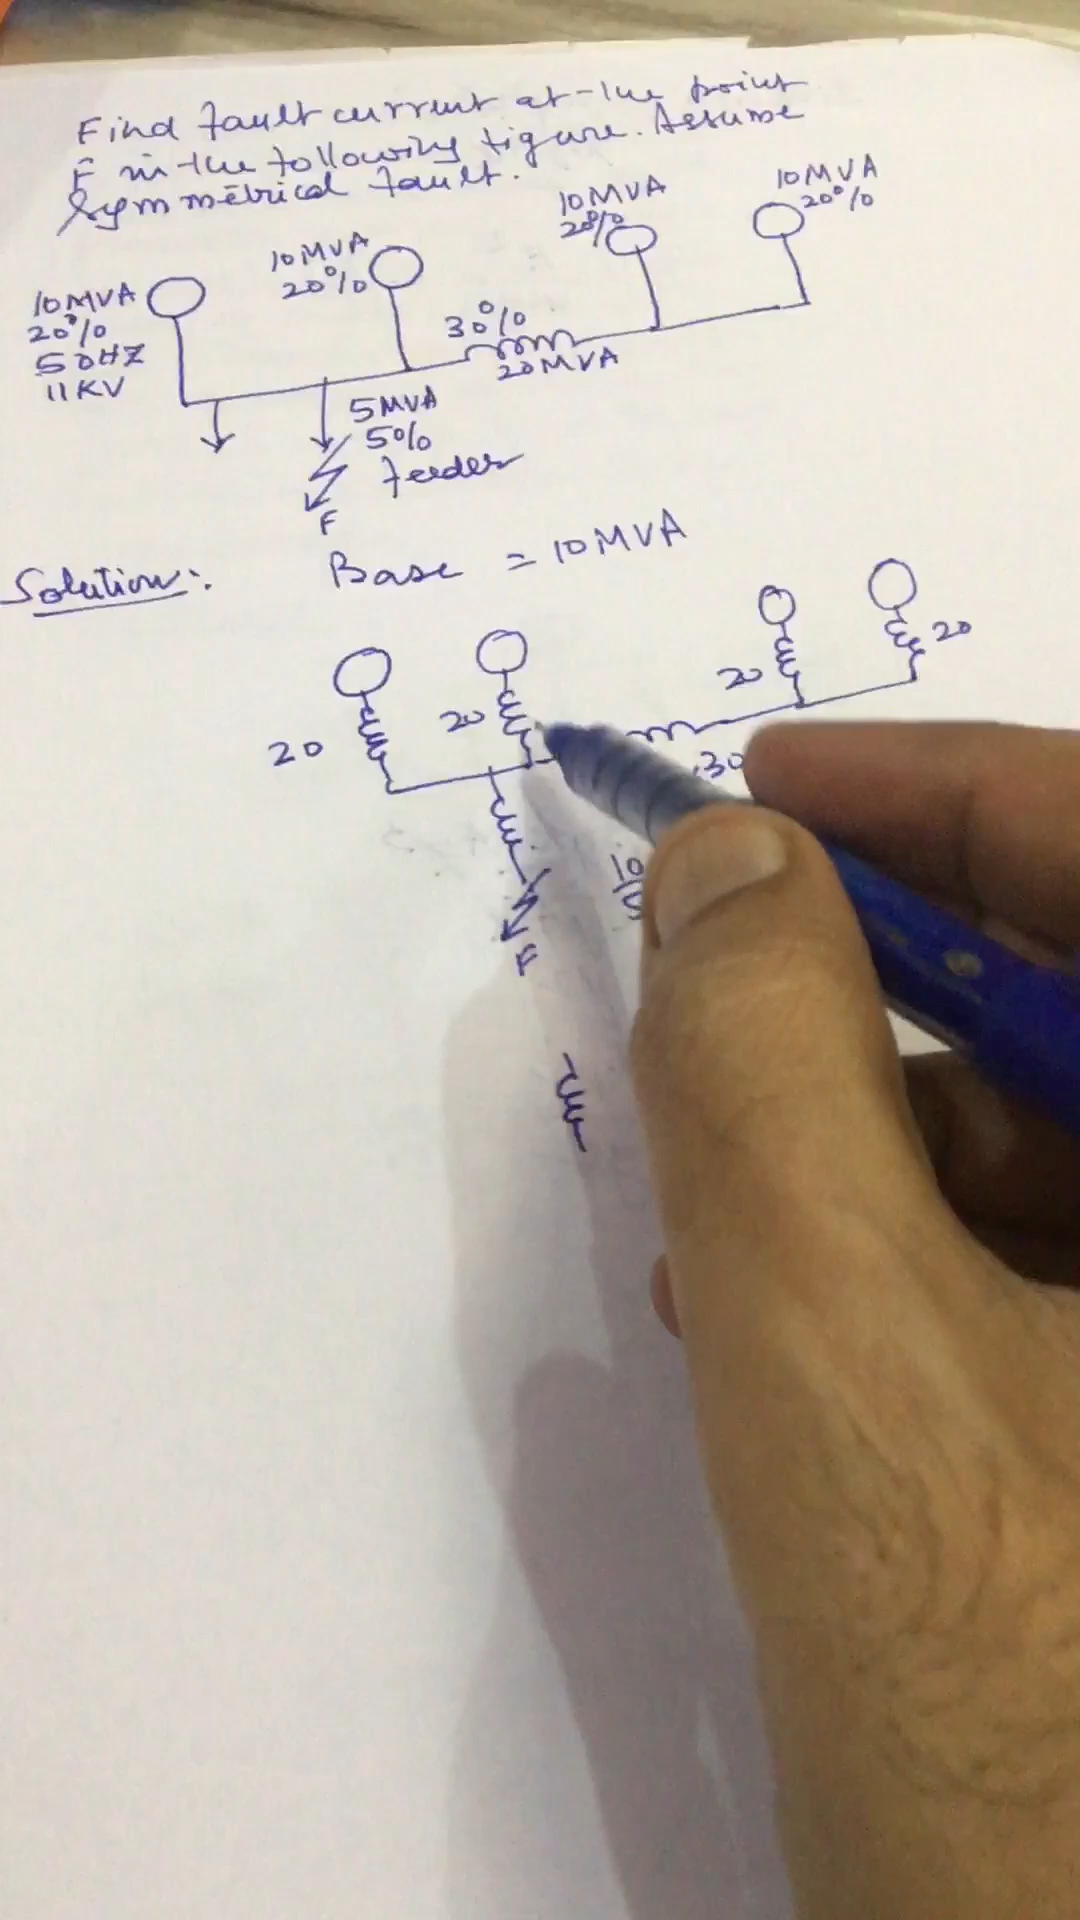 Find fault current at the point
F in the following figure. Assume
Symmetrical fault.
10MVA
20%
50HZ
11KV
10MVA
20%
30%
20MVA
10MVA
20%
10MVA
20%
5MVA
5%
feeder
F
Solution:
Base = 10MVA
20
20
20
20
30
F